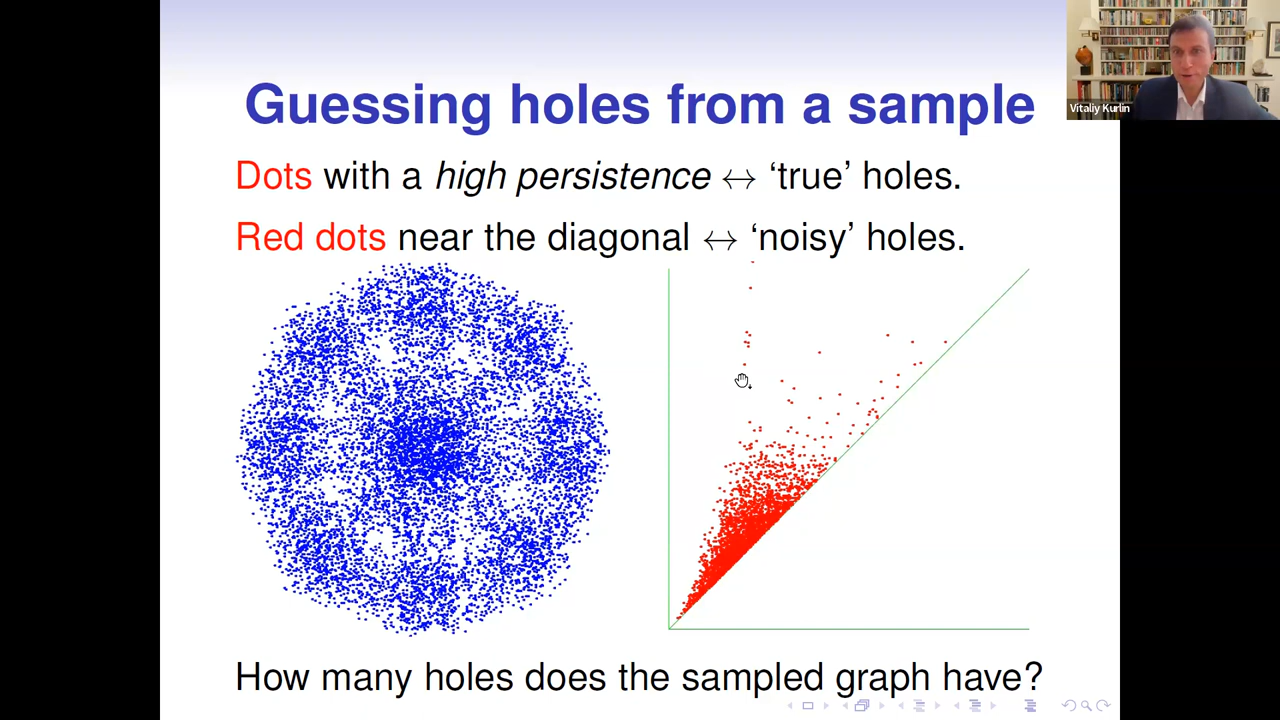 Guessing holes from a sample
Vitaliy Kurlin
Dots with a high persistence ↔ ‘true’ holes.
Red dots near the diagonal ↔ ‘noisy’ holes.
How many holes does the sampled graph have?